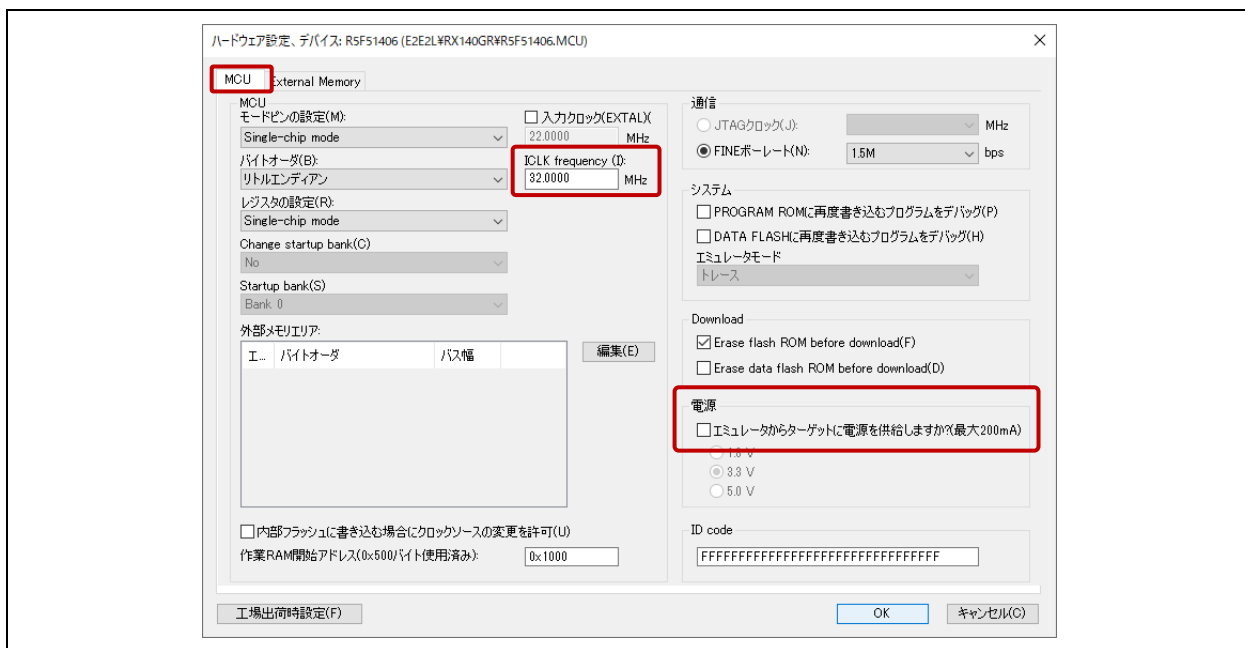 ハードウェア設定、デバイス: R5F51406 (E2E2L¥RX140GR¥R5F51406.MCU)
MCU
External Memory
MCU
モードピンの設定(M):
Single-chip mode
入力クロック(EXTAL)(
22.0000 MHz
バイトオーダ(B):
リトルエンディアン
ICLK frequency (I):
32.0000 MHz
レジスタの設定(R):
Single-chip mode
Change startup bank(C)
No
Startup bank(S)
Bank 0
外部メモリエリア:
エ... バイトオーダ バス幅
編集(E)
内部フラッシュに書き込む場合にクロックソースの変更を許可(U)
作業RAM開始アドレス(0x500バイト使用済み): 0x1000
通信
JTAGクロック(J): MHz
FINEボーレート(N): 1.5M bps
システム
PROGRAM ROMに再度書き込むプログラムをデバッグ(P)
DATA FLASHに再度書き込むプログラムをデバッグ(H)
エミュレータモード
トレース
Download
Erase flash ROM before download(F)
Erase data flash ROM before download(D)
電源
エミュレータからターゲットに電源を供給しますか?(最大200mA)
1.8 V
3.3 V
5.0 V
ID code
FFFFFFFFFFFFFFFFFFFFFFFFFFFFFFFF
工場出荷時設定(F)
OK
キャンセル(C)